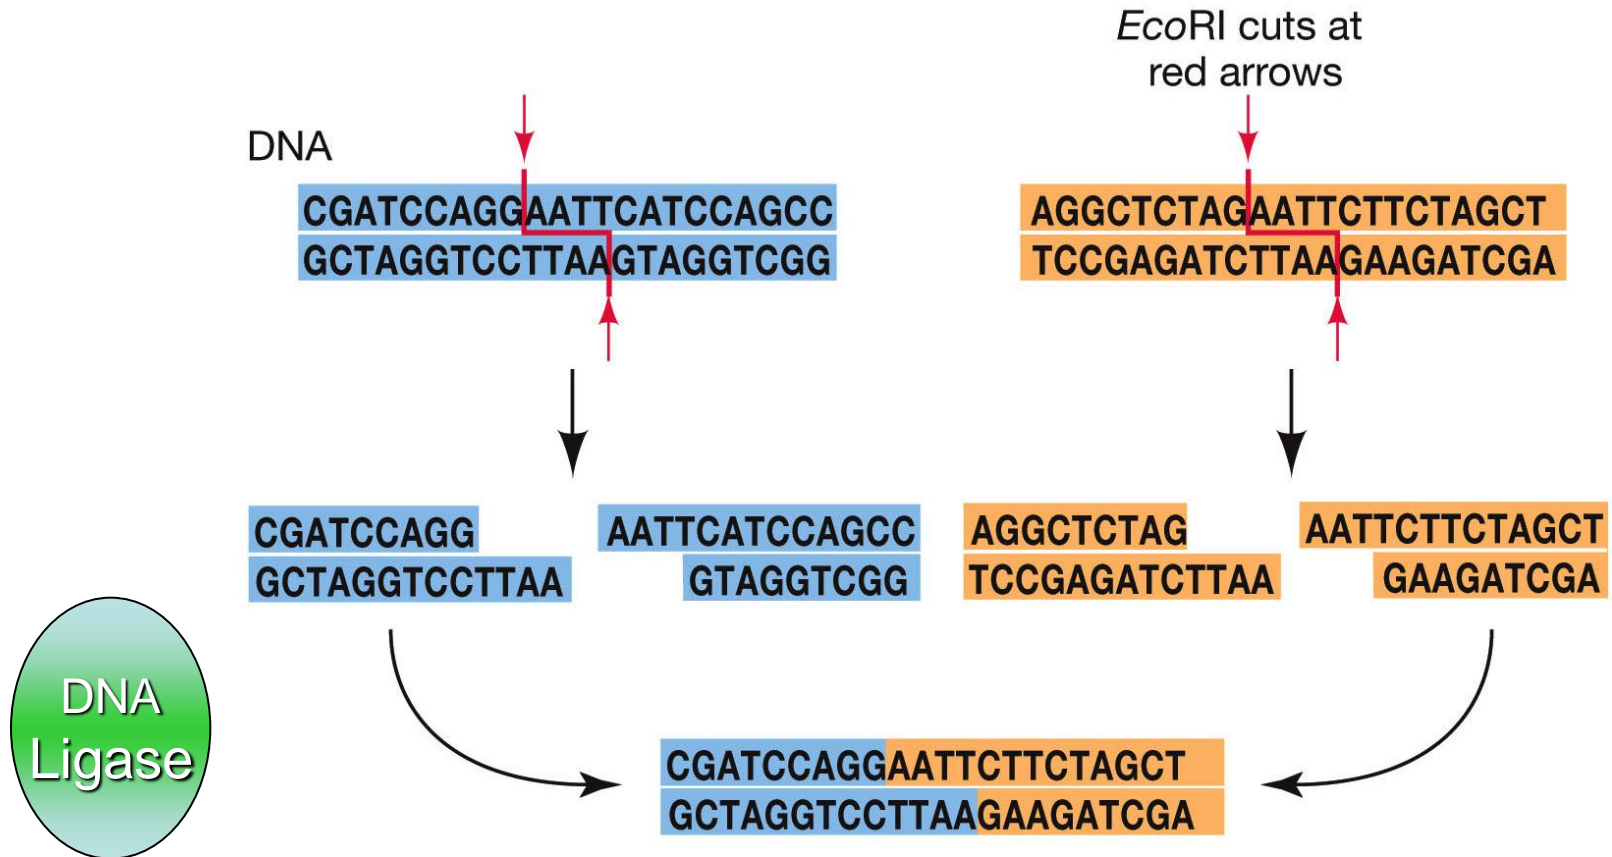 EcoRI cuts at
red arrows
DNA
CGATCCAGGAATTCATCCAGCC
GCTAGGTCCTTAAGTAGGTCGG
AGGCTCTAGAATTCTTCTAGCT
TCCGAGATCTTAAGAAGATCGA
CGATCCAGG
GCTAGGTCCTTAA
AATTCATCCAGCC
GTAGGTCGG
AGGCTCTAG
TCCGAGATCTTAA
AATTCTTCTAGCT
GAAGATCGA
DNA
Ligase
CGATCCAGGAATTCTTCTAGCT
GCTAGGTCCTTAAGAAGATCGA